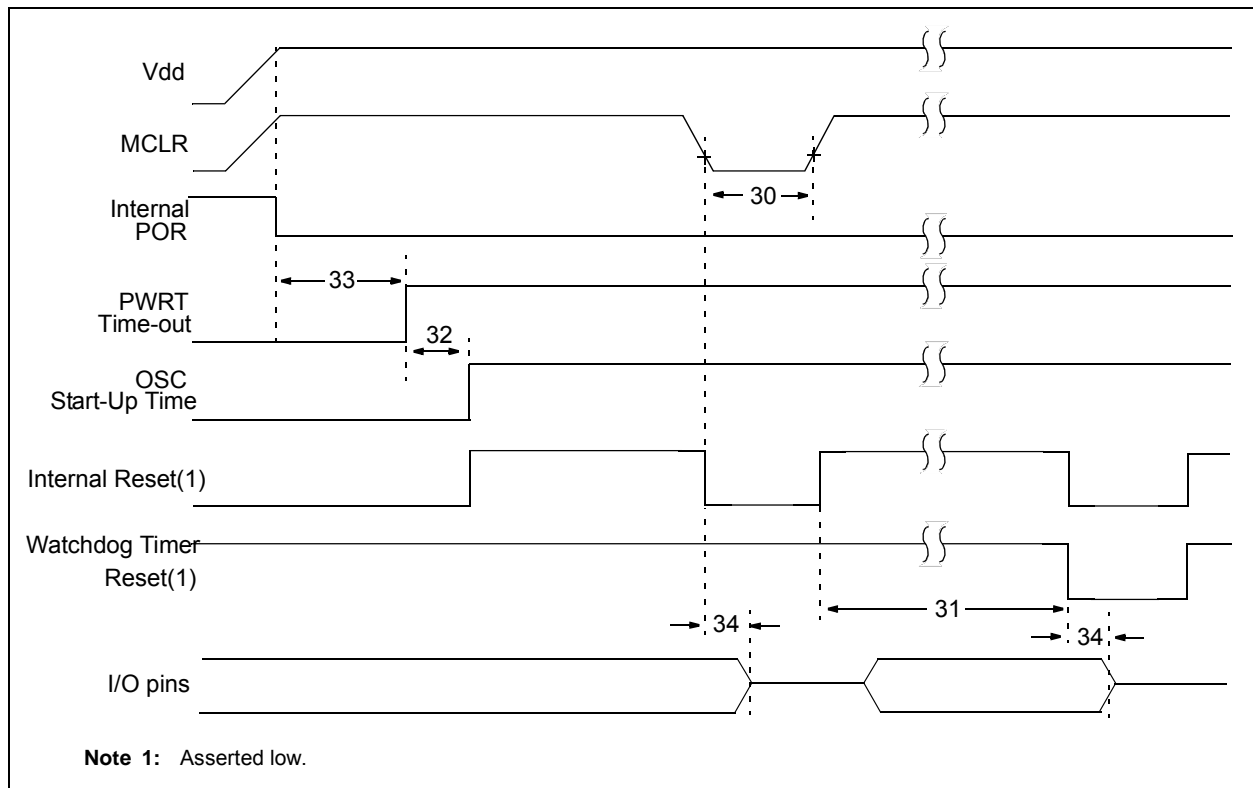 Vdd
MCLR
30
Internal
POR
33
PWRT
Time-out
32
OSC
Start-Up Time
Internal Reset(1)
Watchdog Timer
Reset(1)
31
34
34
I/O pins
Note 1: Asserted low.